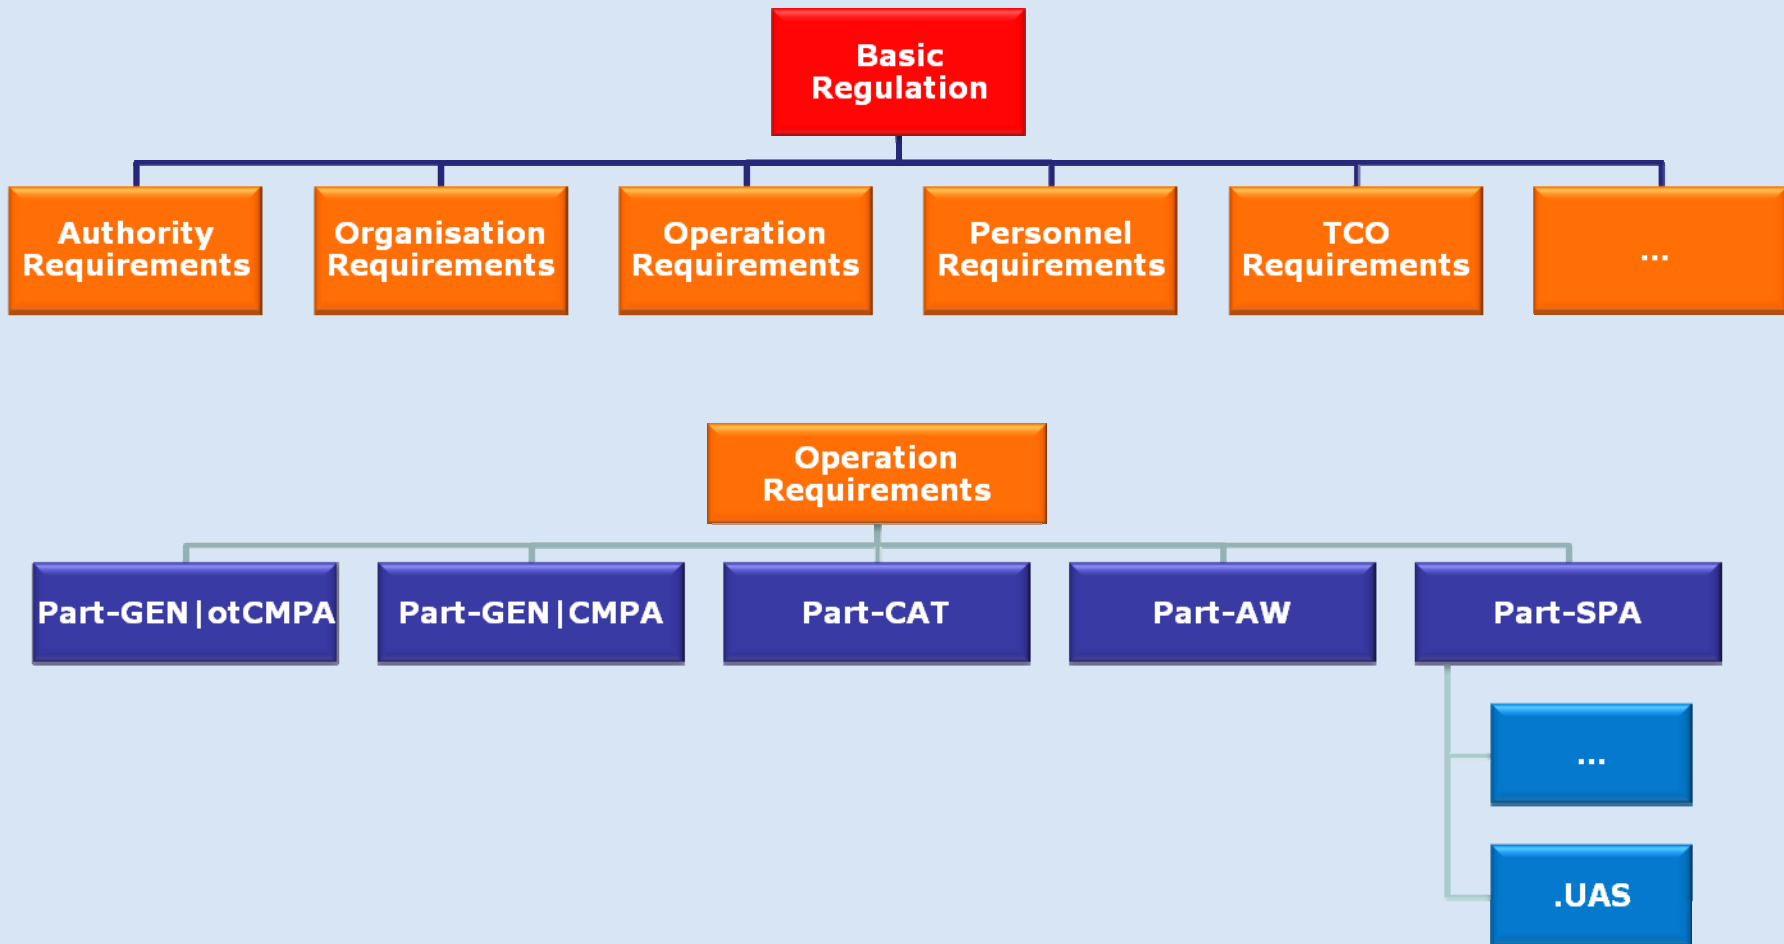 Basic
Regulation
Authority
Requirements
Organisation
Requirements
Operation
Requirements
Personnel
Requirements
TCO
Requirements
...
Operation
Requirements
Part-GEN|otCMPA
Part-GEN|CMPA
Part-CAT
Part-AW
Part-SPA
...
.UAS